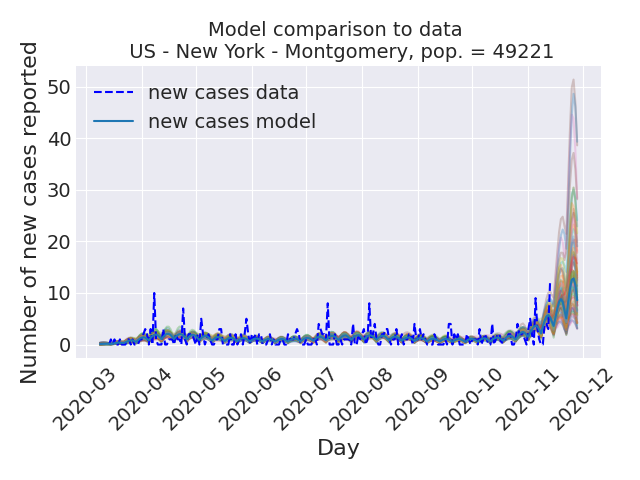 Model comparison to data
US - New York - Montgomery, pop. = 49221
Number of new cases reported
50
40
30
20
10
0
new cases data
new cases model
2020-03
2020-04
2020-05
2020-06
2020-07
2020-08
2020-09
2020-10
2020-11
2020-12
Day